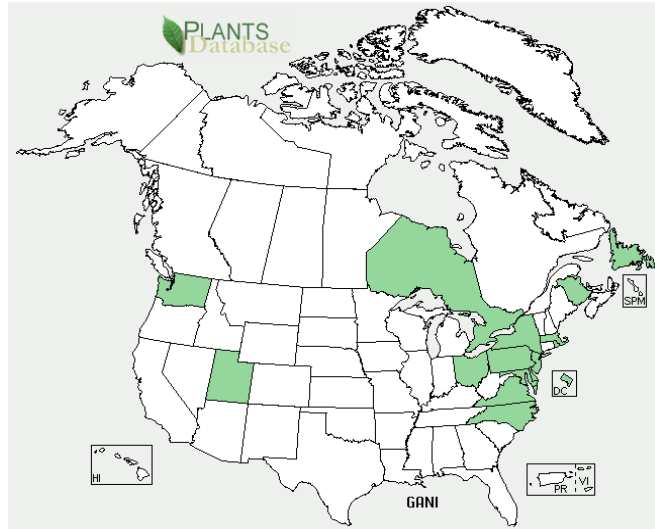 PLANTS
Database
SPM
DC
HI
PR
VI
GANI